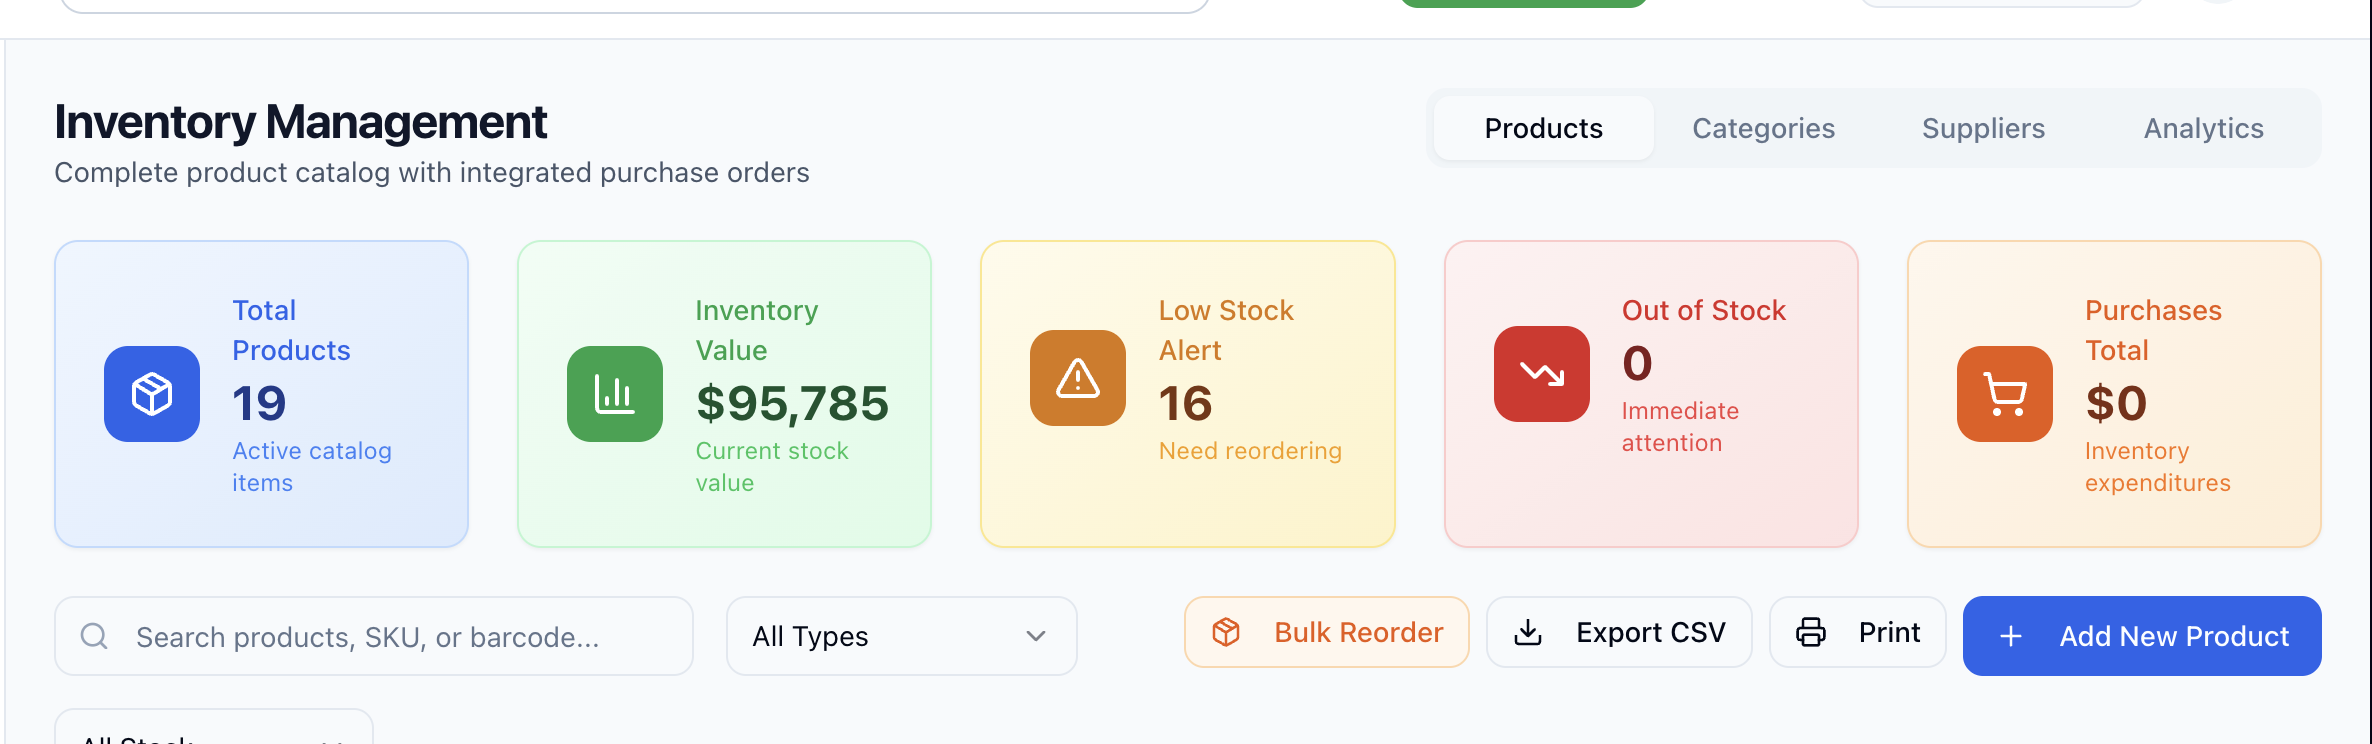 Inventory Management
Complete product catalog with integrated purchase orders
Products
Categories
Suppliers
Analytics
Total
Products
19
Active catalog
items
Inventory
Value
$95,785
Current stock
value
Low Stock
Alert
16
Need reordering
Out of Stock
0
Immediate
attention
Purchases
Total
$0
Inventory
expenditures
Search products, SKU, or barcode...
All Types
Bulk Reorder
Export CSV
Print
Add New Product
All Stock